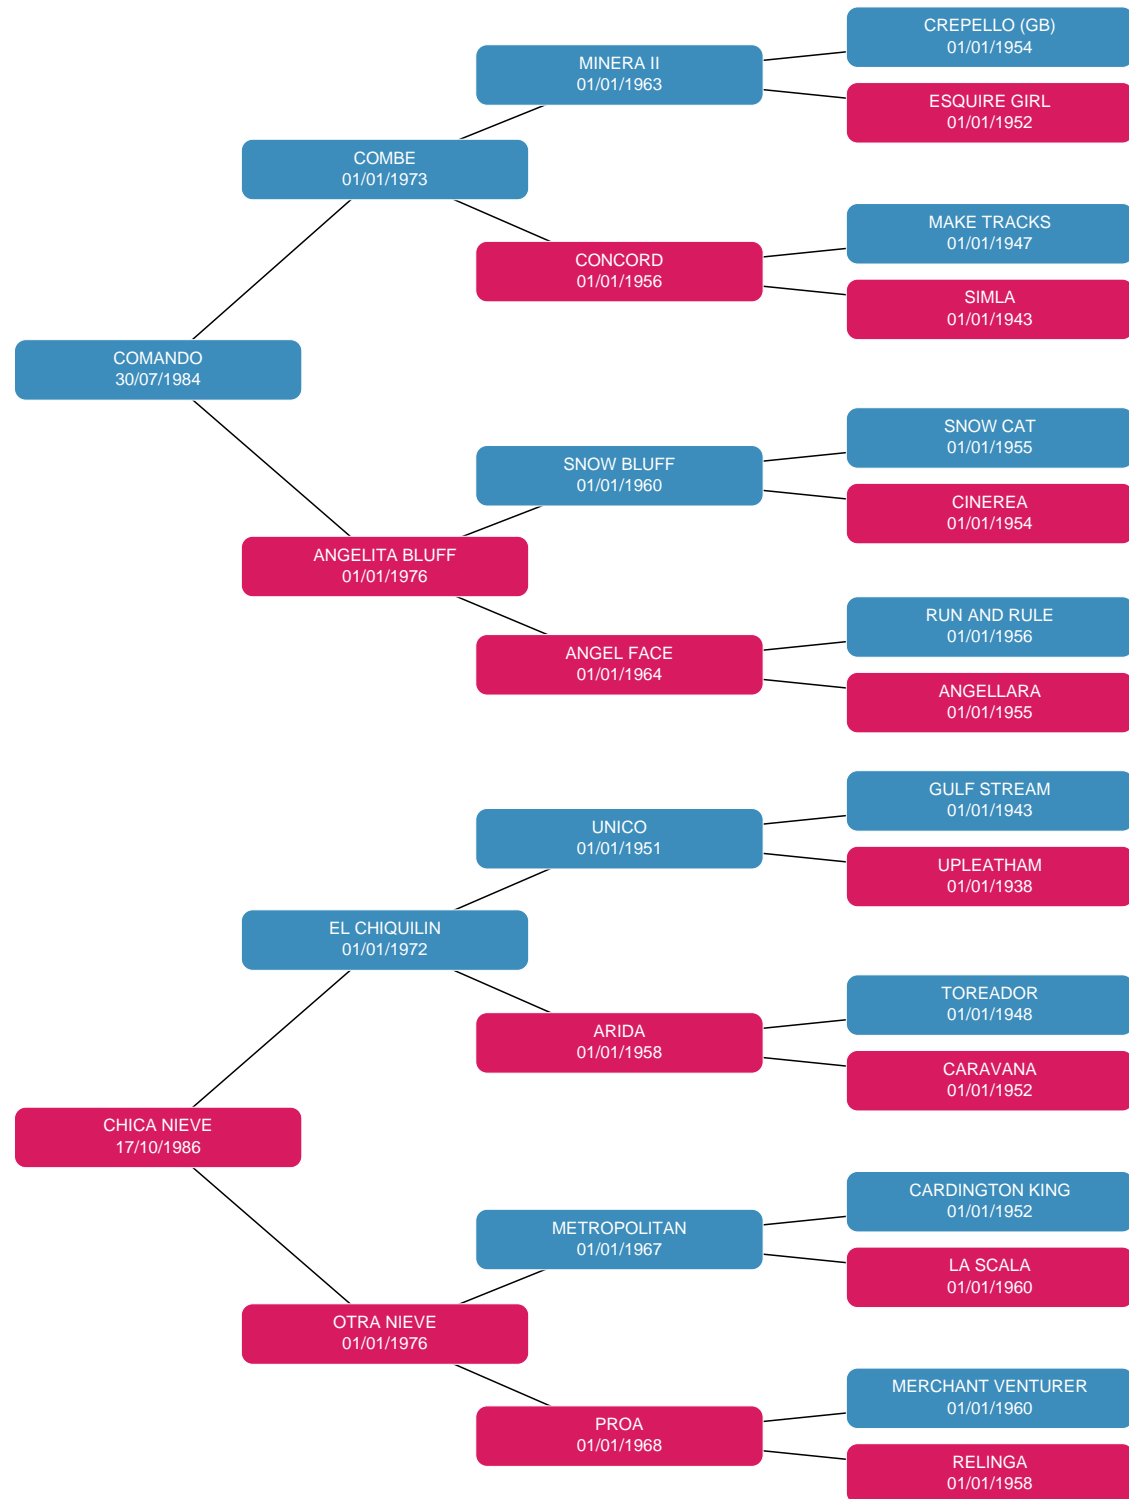 CREPELLO (GB)
01/01/1954
MINERA II
01/01/1963
ESQUIRE GIRL
01/01/1952
COMBE
01/01/1973
MAKE TRACKS
01/01/1947
CONCORD
01/01/1956
SIMLA
01/01/1943
COMANDO
30/07/1984
SNOW CAT
01/01/1955
SNOW BLUFF
01/01/1960
CINEREA
01/01/1954
ANGELITA BLUFF
01/01/1976
RUN AND RULE
01/01/1956
ANGEL FACE
01/01/1964
ANGELLARA
01/01/1955
GULF STREAM
01/01/1943
UNICO
01/01/1951
UPLEATHAM
01/01/1938
EL CHIQUILIN
01/01/1972
TOREADOR
01/01/1948
ARIDA
01/01/1958
CARAVANA
01/01/1952
CHICA NIEVE
17/10/1986
CARDINGTON KING
01/01/1952
METROPOLITAN
01/01/1967
LA SCALA
01/01/1960
OTRA NIEVE
01/01/1976
MERCHANT VENTURER
01/01/1960
PROA
01/01/1968
RELINGA
01/01/1958